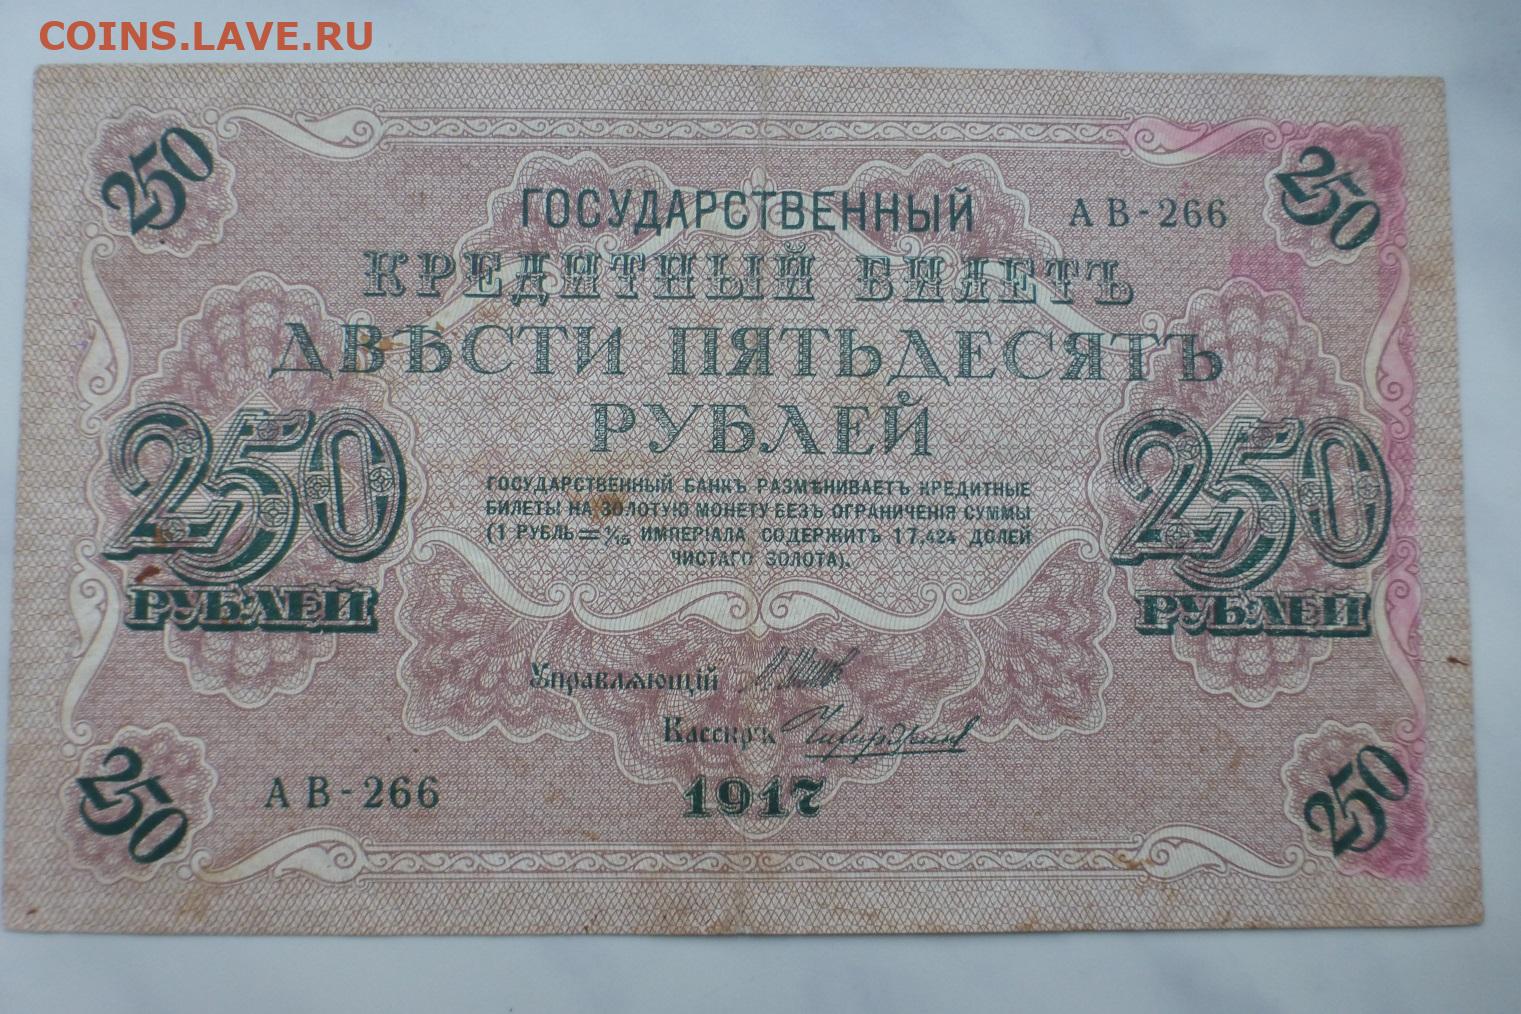 COINS.LAVE.RU
250
250
ГОСУДАРСТВЕННЫЙ
АВ-266
КРЕДИТНЫЙ БИЛЕТЪ
ДВѢСТИ ПЯТЬДЕСЯТЪ
РУБЛЕЙ
250
РУБЛЕЙ
250
РУБЛЕЙ
ГОСУДАРСТВЕННЫЙ БАНКЪ РАЗМѢНИВАЕТЪ КРЕДИТНЫЕ
БИЛЕТЫ НА ЗОЛОТУЮ МОНЕТУ БЕЗЪ ОГРАНИЧЕНІЯ СУММЫ
(1 РУБЛЬ = 1/15 ИМПЕРІАЛА, СОДЕРЖИТЪ 17,424 ДОЛЕЙ
ЧИСТАГО ЗОЛОТА).
Управляющій
Кассиръ
АВ-266
1917
250
250